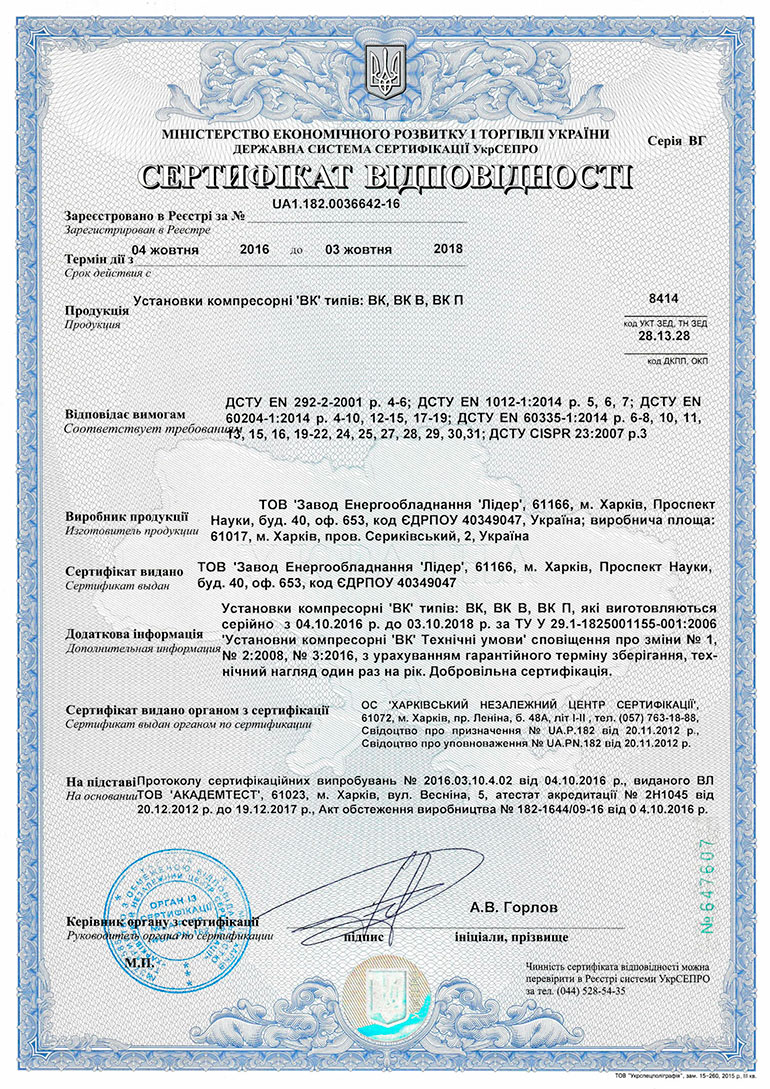 МІНІСТЕРСТВО ЕКОНОМІЧНОГО РОЗВИТКУ І ТОРГІВЛІ УКРАЇНИ
ДЕРЖАВНА СИСТЕМА СЕРТИФІКАЦІЇ УкрСЕПРО
Серія ВГ
СЕРТИФІКАТ ВІДПОВІДНОСТІ
UA1.182.0036642-16
Зареєстровано в Реєстрі за №
Зарегистрирован в Реестре
04 жовтня 2016 до 03 жовтня 2018
Термін дії з
Срок действия с
Установки компресорні 'ВК' типів: ВК, ВК В, ВК П
8414
Продукція
Продукция
код УКТ ЗЕД, ТН ЗЕД
28.13.28
код ДКПП, ОКП
ДСТУ EN 292-2-2001 р. 4-6; ДСТУ EN 1012-1:2014 р. 5, 6, 7; ДСТУ EN
60204-1:2014 р. 4-10, 12-15, 17-19; ДСТУ EN 60335-1:2014 р. 6-8, 10, 11,
13, 15, 16, 19-22, 24, 25, 27, 28, 29, 30,31; ДСТУ CISPR 23:2007 р.3
Відповідає вимогам
Соответствует требованиям
ТОВ 'Завод Енергообладнання 'Лідер', 61166, м. Харків, Проспект
Науки, буд. 40, оф. 653, код ЄДРПОУ 40349047, Україна; виробнича площа:
61017, м. Харків, пров. Сериківський, 2, Україна
Виробник продукції
Изготовитель продукции
ТОВ 'Завод Енергообладнання 'Лідер', 61166, м. Харків, Проспект Науки,
буд. 40, оф. 653, код ЄДРПОУ 40349047
Сертифікат видано
Сертификат выдан
Установки компресорні 'ВК' типів: ВК, ВК В, ВК П, які виготовляються
серійно з 04.10.2016 р. до 03.10.2018 р. за ТУ У 29.1-1825001155-001:2006
'Установни компресорні 'ВК' Технічні умови' сповіщення про зміни № 1,
№ 2:2008, № 3:2016, з урахуванням гарантійного терміну зберігання, тех-
нічний нагляд один раз на рік. Добровільна сертифікація.
Додаткова інформація
Дополнительная информация
Сертифікат видано органом з сертифікації
Сертификат выдан органом по сертификации
ОС 'ХАРКІВСЬКИЙ НЕЗАЛЕЖНИЙ ЦЕНТР СЕРТИФІКАЦІЇ',
61072, м. Харків, пр. Леніна, б. 48А, літ І-ІІ , тел. (057) 763-18-88,
Свідоцтво про призначення № UA.P.182 від 20.11.2012 р.,
Свідоцтво про уповноваження № UA.PN.182 від 20.11.2012 р.
На підставі
На основании
Протоколу сертифікаційних випробувань № 2016.03.10.4.02 від 04.10.2016 р., виданого ВЛ
ТОВ 'АКАДЕМТЕСТ', 61023, м. Харків, вул. Весніна, 5, атестат акредитації № 2Н1045 від
20.12.2012 р. до 19.12.2017 р., Акт обстеження виробництва № 182-1644/09-16 від 0 4.10.2016 р.
№647607
ОРГАН ІЗ
СЕРТИФІКАЦІЇ
А.В. Горлов
Керівник органу з сертифікації
Руководитель органа по сертификации
підпис
ініціали, прізвище
М.П.
Чинність сертифіката відповідності можна
перевірити в Реєстрі системи УкрСЕПРО
за тел. (044) 528-54-35
ТОВ "Укрспецполіграфія", зам. 15-260, 2015 р, ІІІ кв.